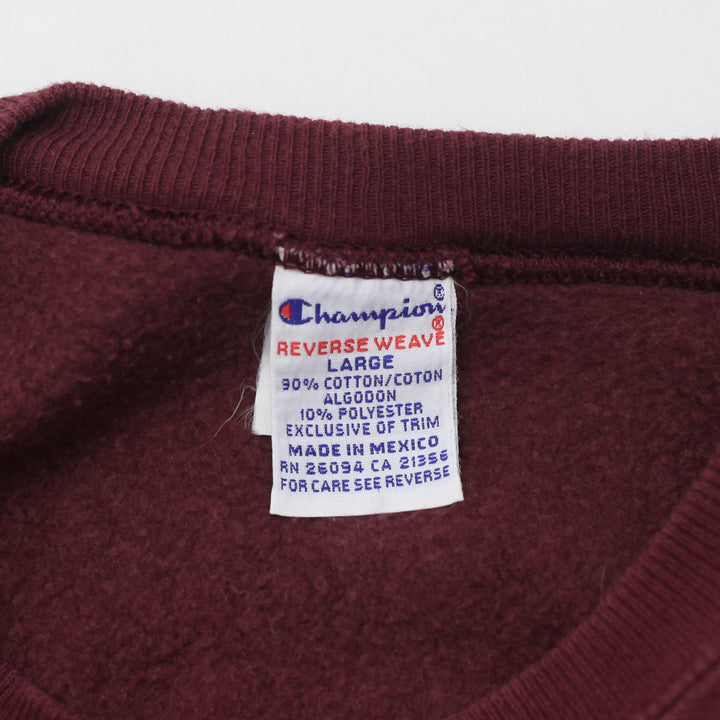 Champion®
REVERSE WEAVE®
LARGE
90% COTTON/COTON
ALGODON
10% POLYESTER
EXCLUSIVE OF TRIM
MADE IN MEXICO
RN 26094 CA 21356
FOR CARE SEE REVERSE